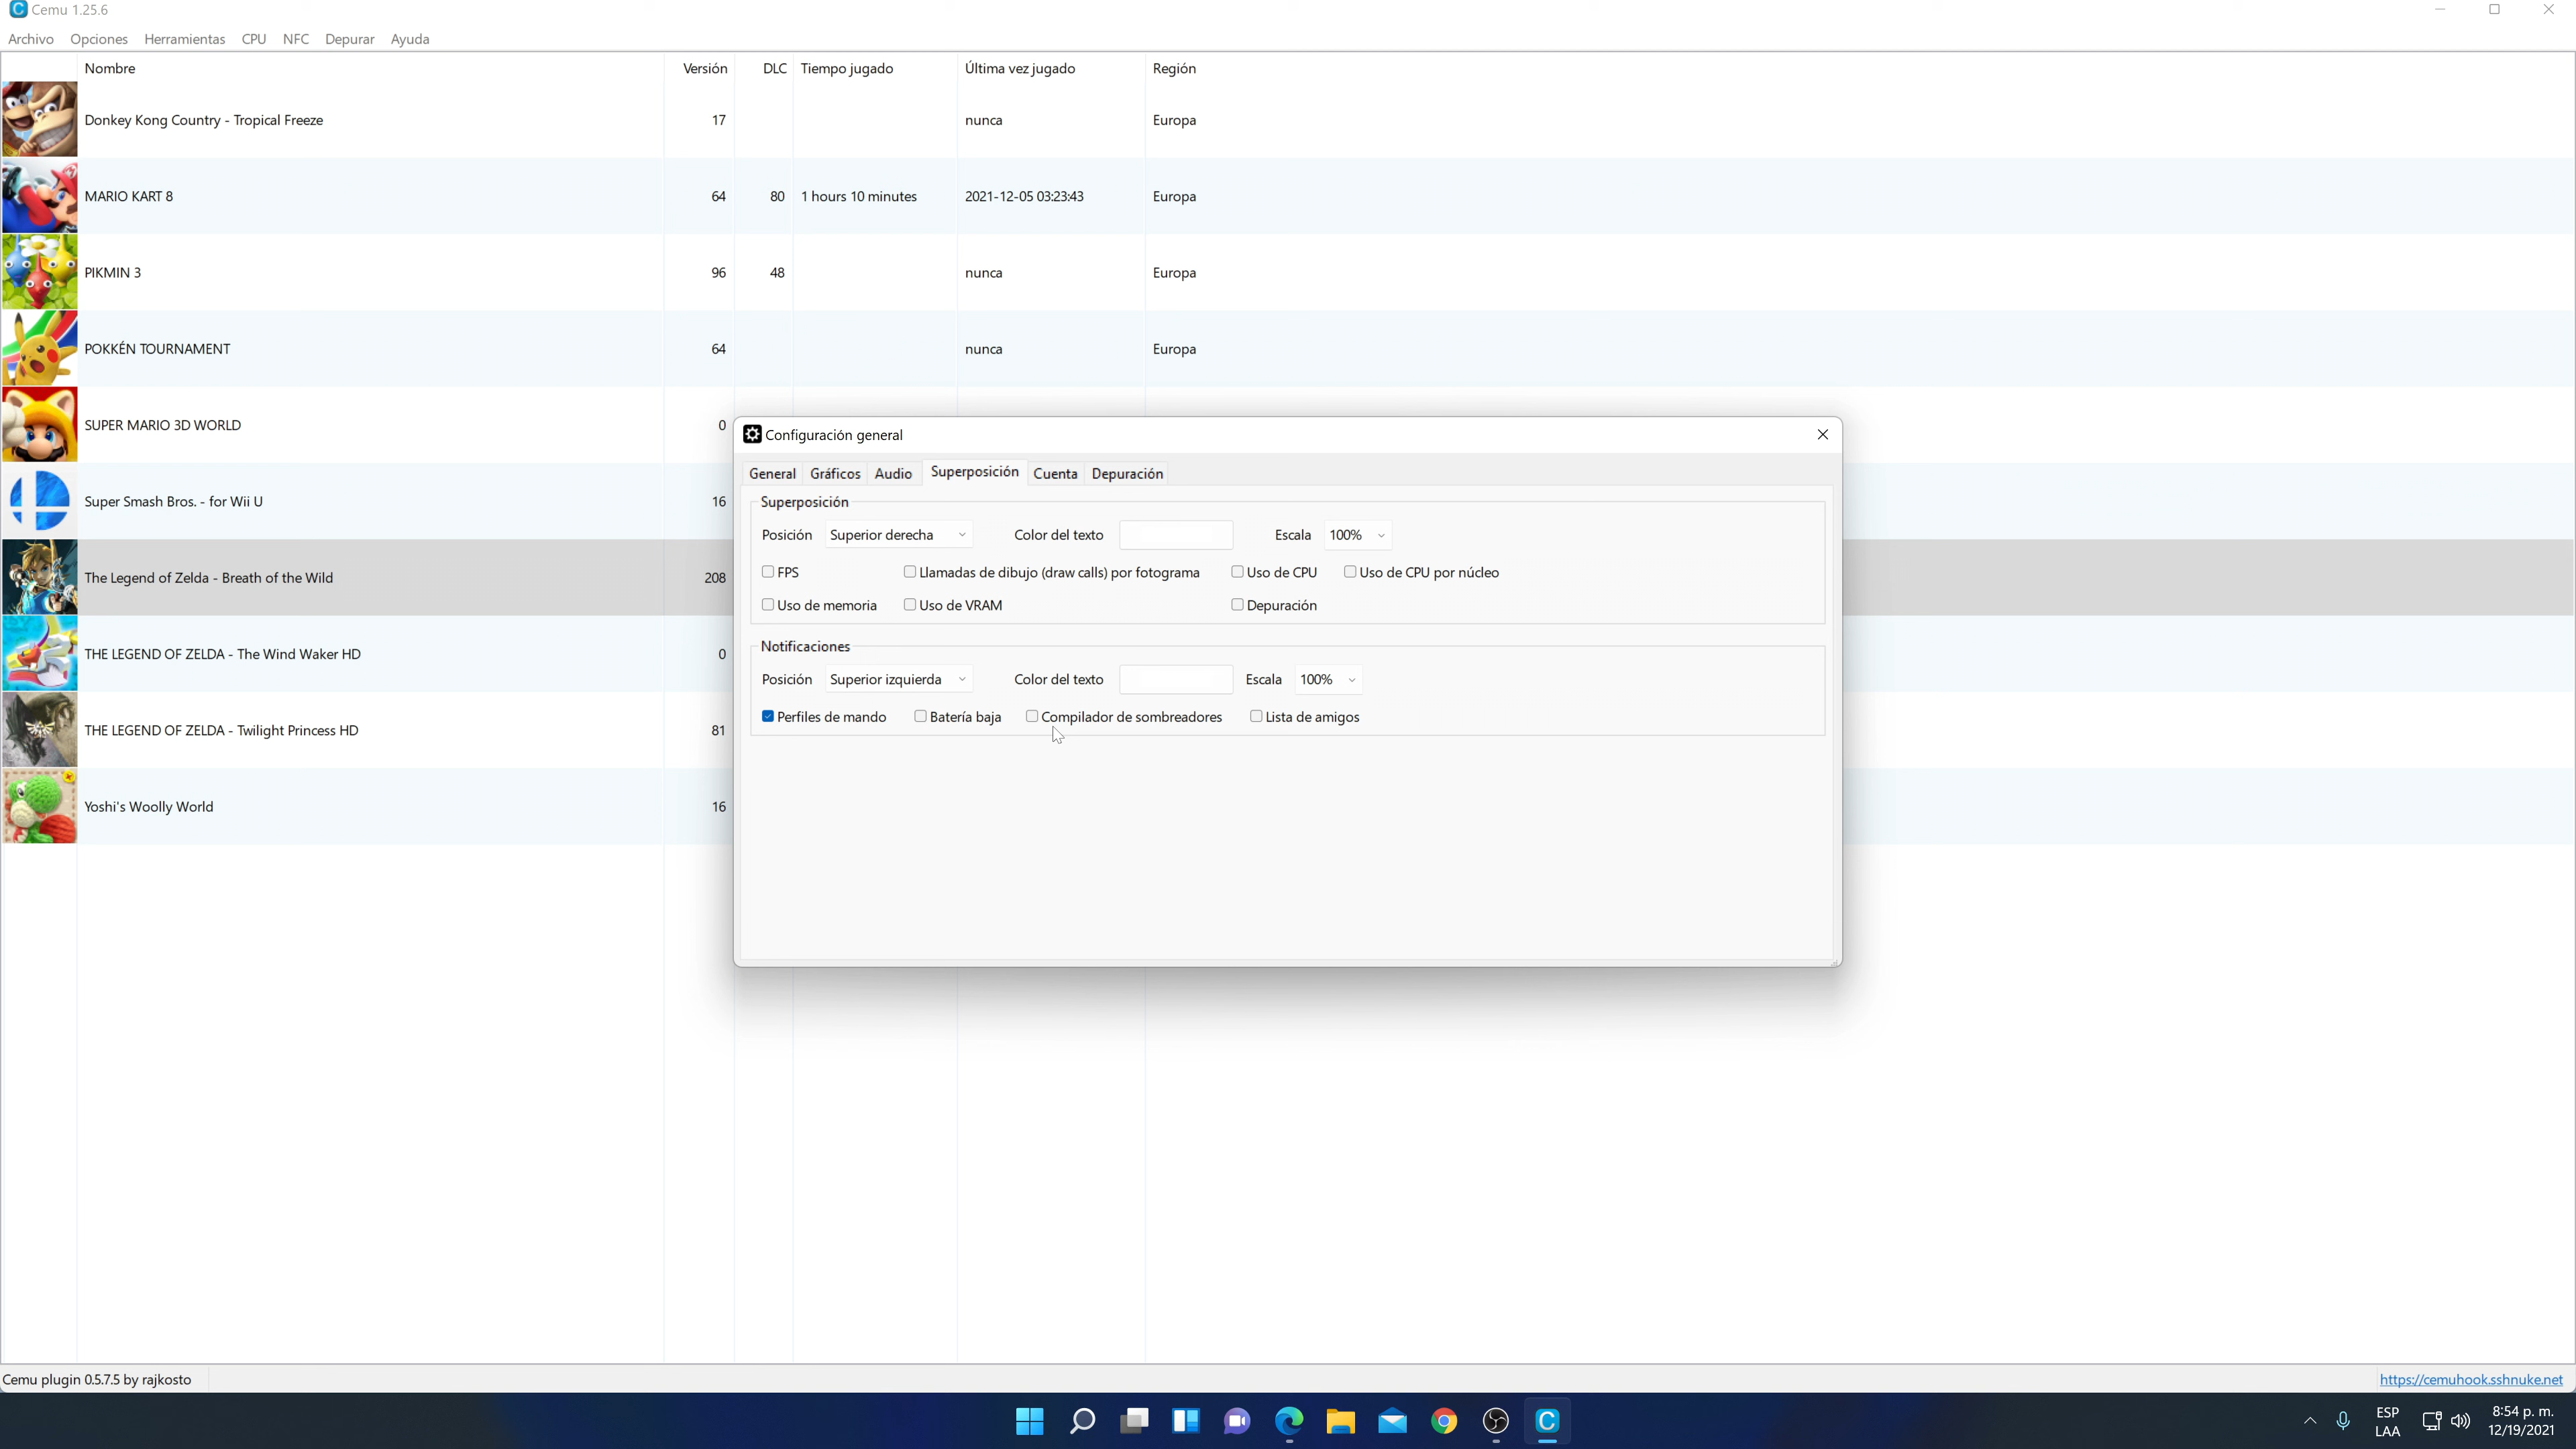 Cemu 1.25.6
Archivo Opciones Herramientas CPU NFC Depurar Ayuda
Nombre Versión DLC Tiempo jugado Última vez jugado Región
Donkey Kong Country - Tropical Freeze 17 nunca Europa
MARIO KART 8 64 80 1 hours 10 minutes 2021-12-05 03:23:43 Europa
PIKMIN 3 96 48 nunca Europa
POKKÉN TOURNAMENT 64 nunca Europa
SUPER MARIO 3D WORLD 0
Super Smash Bros. - for Wii U 16
The Legend of Zelda - Breath of the Wild 208
THE LEGEND OF ZELDA - The Wind Waker HD 0
THE LEGEND OF ZELDA - Twilight Princess HD 81
Yoshi's Woolly World 16
Configuración general
General Gráficos Audio Superposición Cuenta Depuración
Superposición
Posición Superior derecha Color del texto Escala 100%
FPS Llamadas de dibujo (draw calls) por fotograma Uso de CPU Uso de CPU por núcleo
Uso de memoria Uso de VRAM Depuración
Notificaciones
Posición Superior izquierda Color del texto Escala 100%
Perfiles de mando Batería baja Compilador de sombreadores Lista de amigos
Cemu plugin 0.5.7.5 by rajkosto https://cemuhook.sshnuke.net
ESP
LAA
8:54 p. m.
12/19/2021